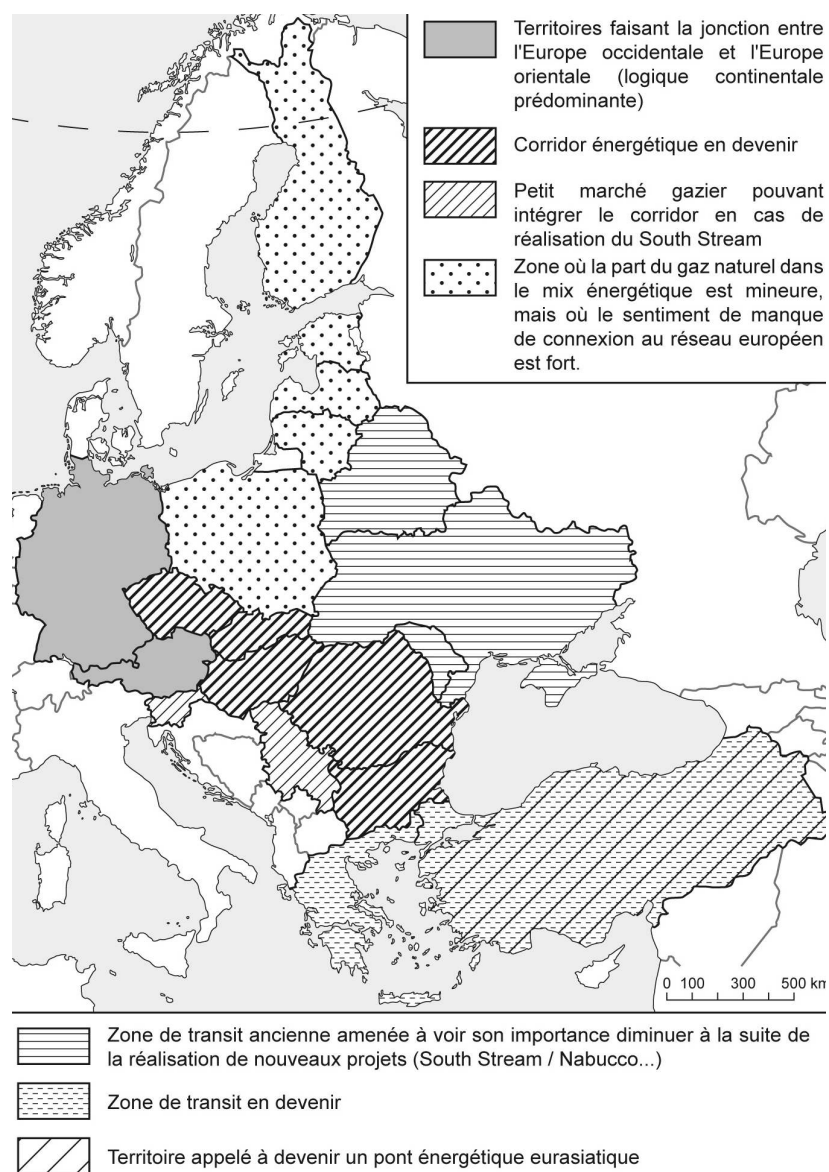 Territoires faisant la jonction entre
l'Europe occidentale et l'Europe
orientale (logique continentale
prédominante)
Corridor énergétique en devenir
Petit marché gazier pouvant
intégrer le corridor en cas de
réalisation du South Stream
Zone où la part du gaz naturel dans
le mix énergétique est mineure,
mais où le sentiment de manque
de connexion au réseau européen
est fort.
0 100 300 500 km
Zone de transit ancienne amenée à voir son importance diminuer à la suite de
la réalisation de nouveaux projets (South Stream / Nabucco...)
Zone de transit en devenir
Territoire appelé à devenir un pont énergétique eurasiatique